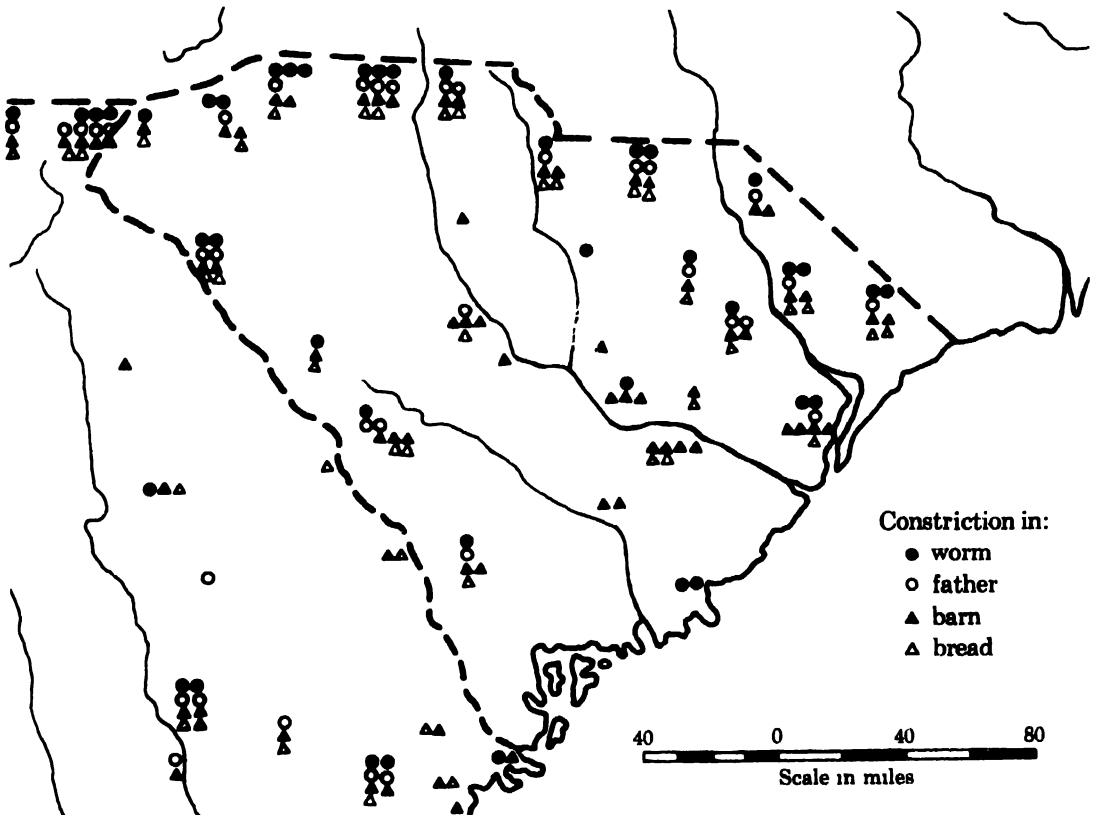 Constriction in:
worm
father
barn
bread
40 0 40 80
Scale in miles